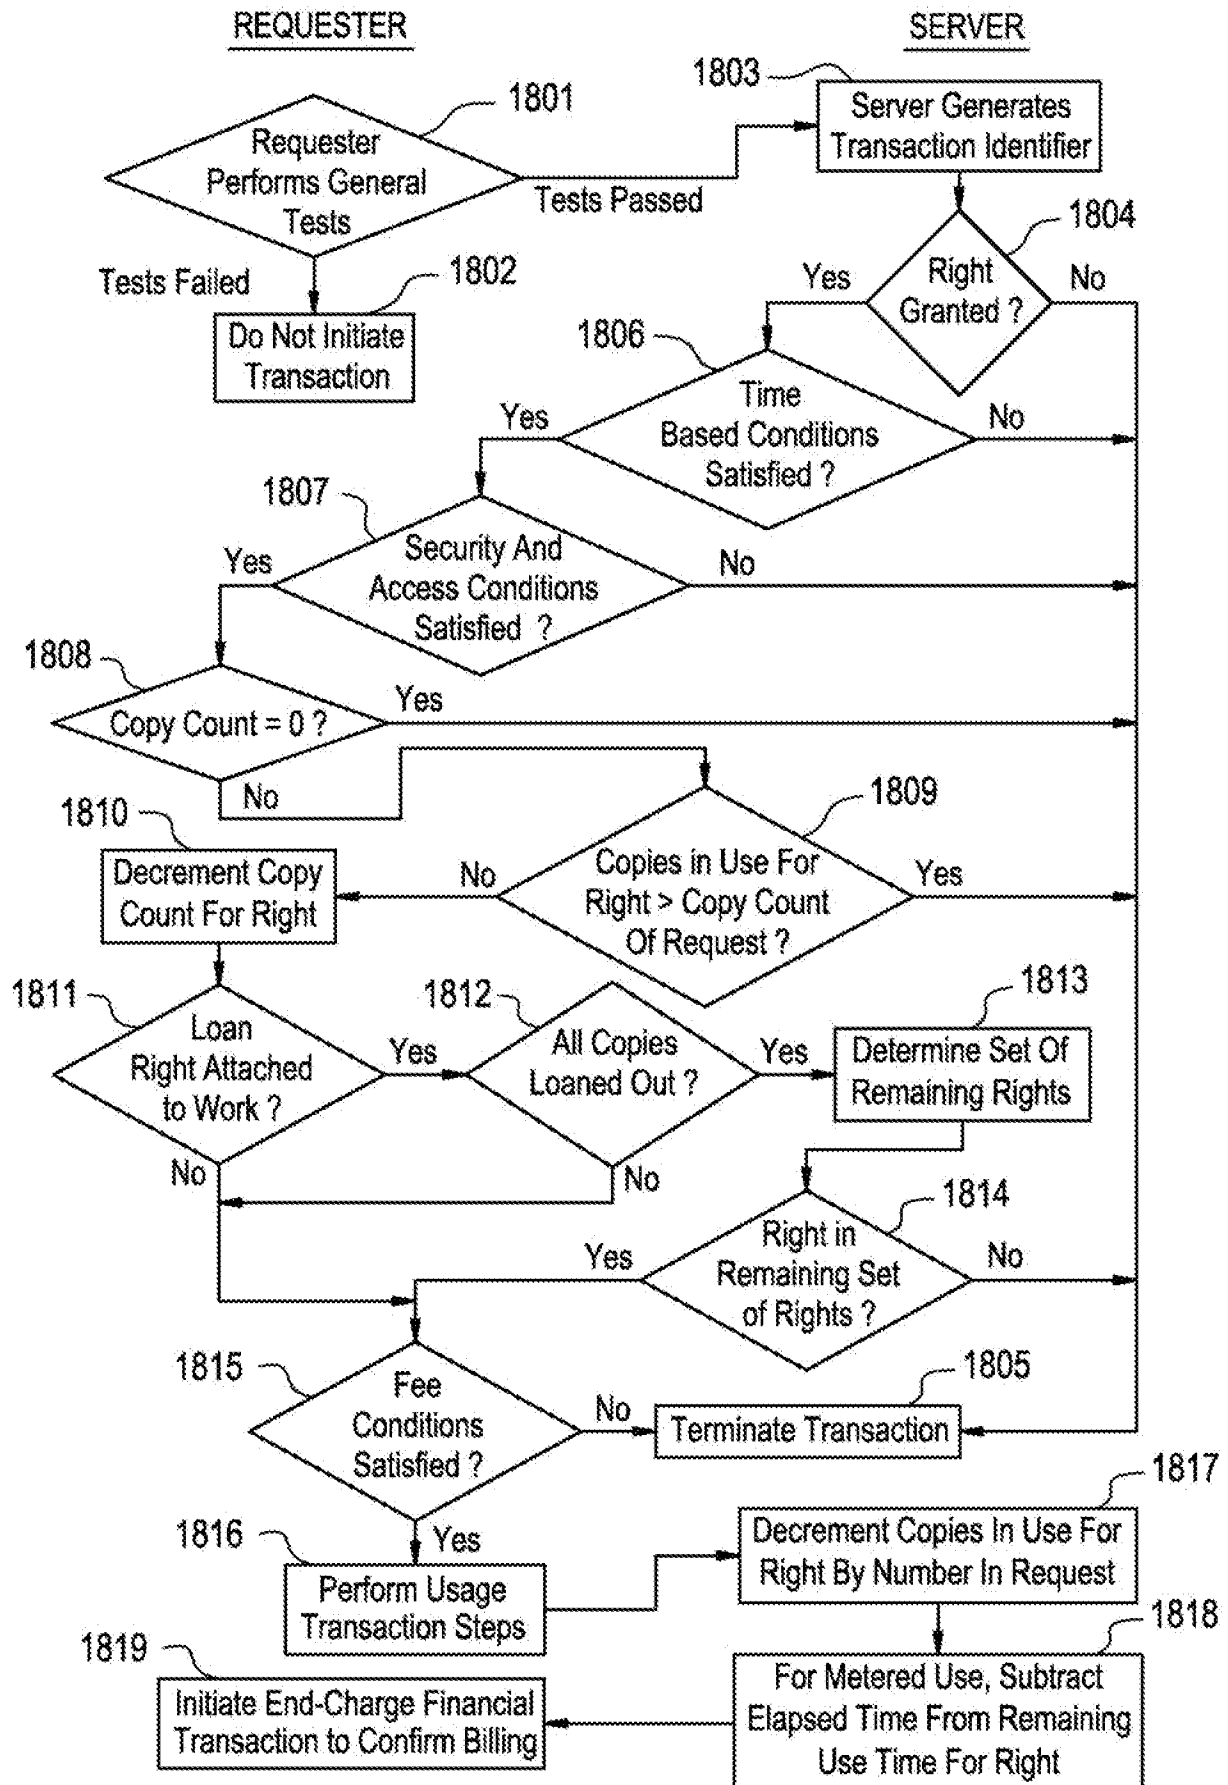 REQUESTER
SERVER
1801
Requester
Performs General
Tests
Tests Passed
Tests Failed
1802
Do Not Initiate
Transaction
1803
Server Generates
Transaction Identifier
1804
Right
Granted ?
Yes
No
1806
Time
Based Conditions
Satisfied ?
Yes
No
1807
Security And
Access Conditions
Satisfied ?
Yes
No
1808
Copy Count = 0 ?
Yes
No
1809
Copies in Use For
Right > Copy Count
Of Request ?
No
Yes
1810
Decrement Copy
Count For Right
1811
Loan
Right Attached
to Work ?
Yes
No
1812
All Copies
Loaned Out ?
Yes
No
1813
Determine Set Of
Remaining Rights
1814
Right in
Remaining Set
of Rights ?
Yes
No
1815
Fee
Conditions
Satisfied ?
No
Yes
1805
Terminate Transaction
1816
Perform Usage
Transaction Steps
1817
Decrement Copies In Use For
Right By Number In Request
1818
For Metered Use, Subtract
Elapsed Time From Remaining
Use Time For Right
1819
Initiate End-Charge Financial
Transaction to Confirm Billing